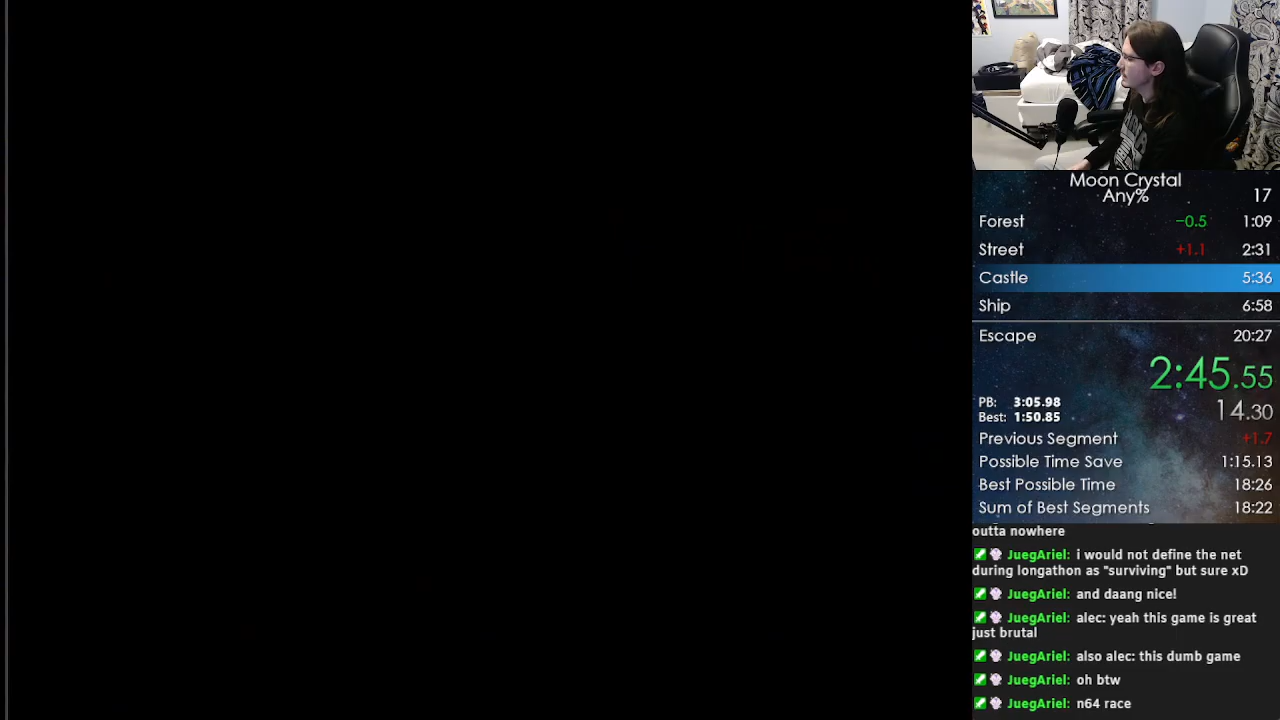 Moon Crystal
Any% 17
Forest −0.5 1:09
Street +1.1 2:31
Castle 5:36
Ship 6:58
Escape 20:27
2:45.55
PB: 3:05.98
Best: 1:50.85
14.30
Previous Segment +1.7
Possible Time Save 1:15.13
Best Possible Time 18:26
Sum of Best Segments 18:22
outta nowhere
JuegAriel: i would not define the net
during longathon as "surviving" but sure xD
JuegAriel: and daang nice!
JuegAriel: alec: yeah this game is great
just brutal
JuegAriel: also alec: this dumb game
JuegAriel: oh btw
JuegAriel: n64 race